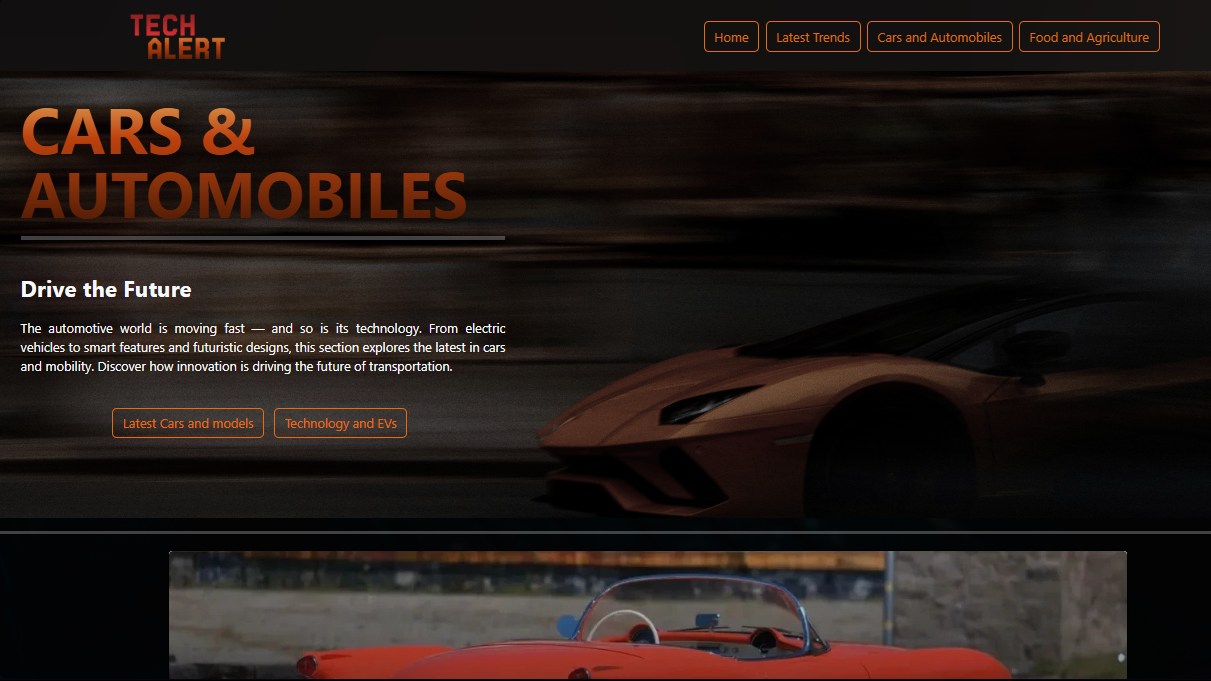 TECH
ALERT
Home
Latest Trends
Cars and Automobiles
Food and Agriculture
CARS &
AUTOMOBILES
Drive the Future
The automotive world is moving fast — and so is its technology. From electric
vehicles to smart features and futuristic designs, this section explores the latest in cars
and mobility. Discover how innovation is driving the future of transportation.
Latest Cars and models
Technology and EVs